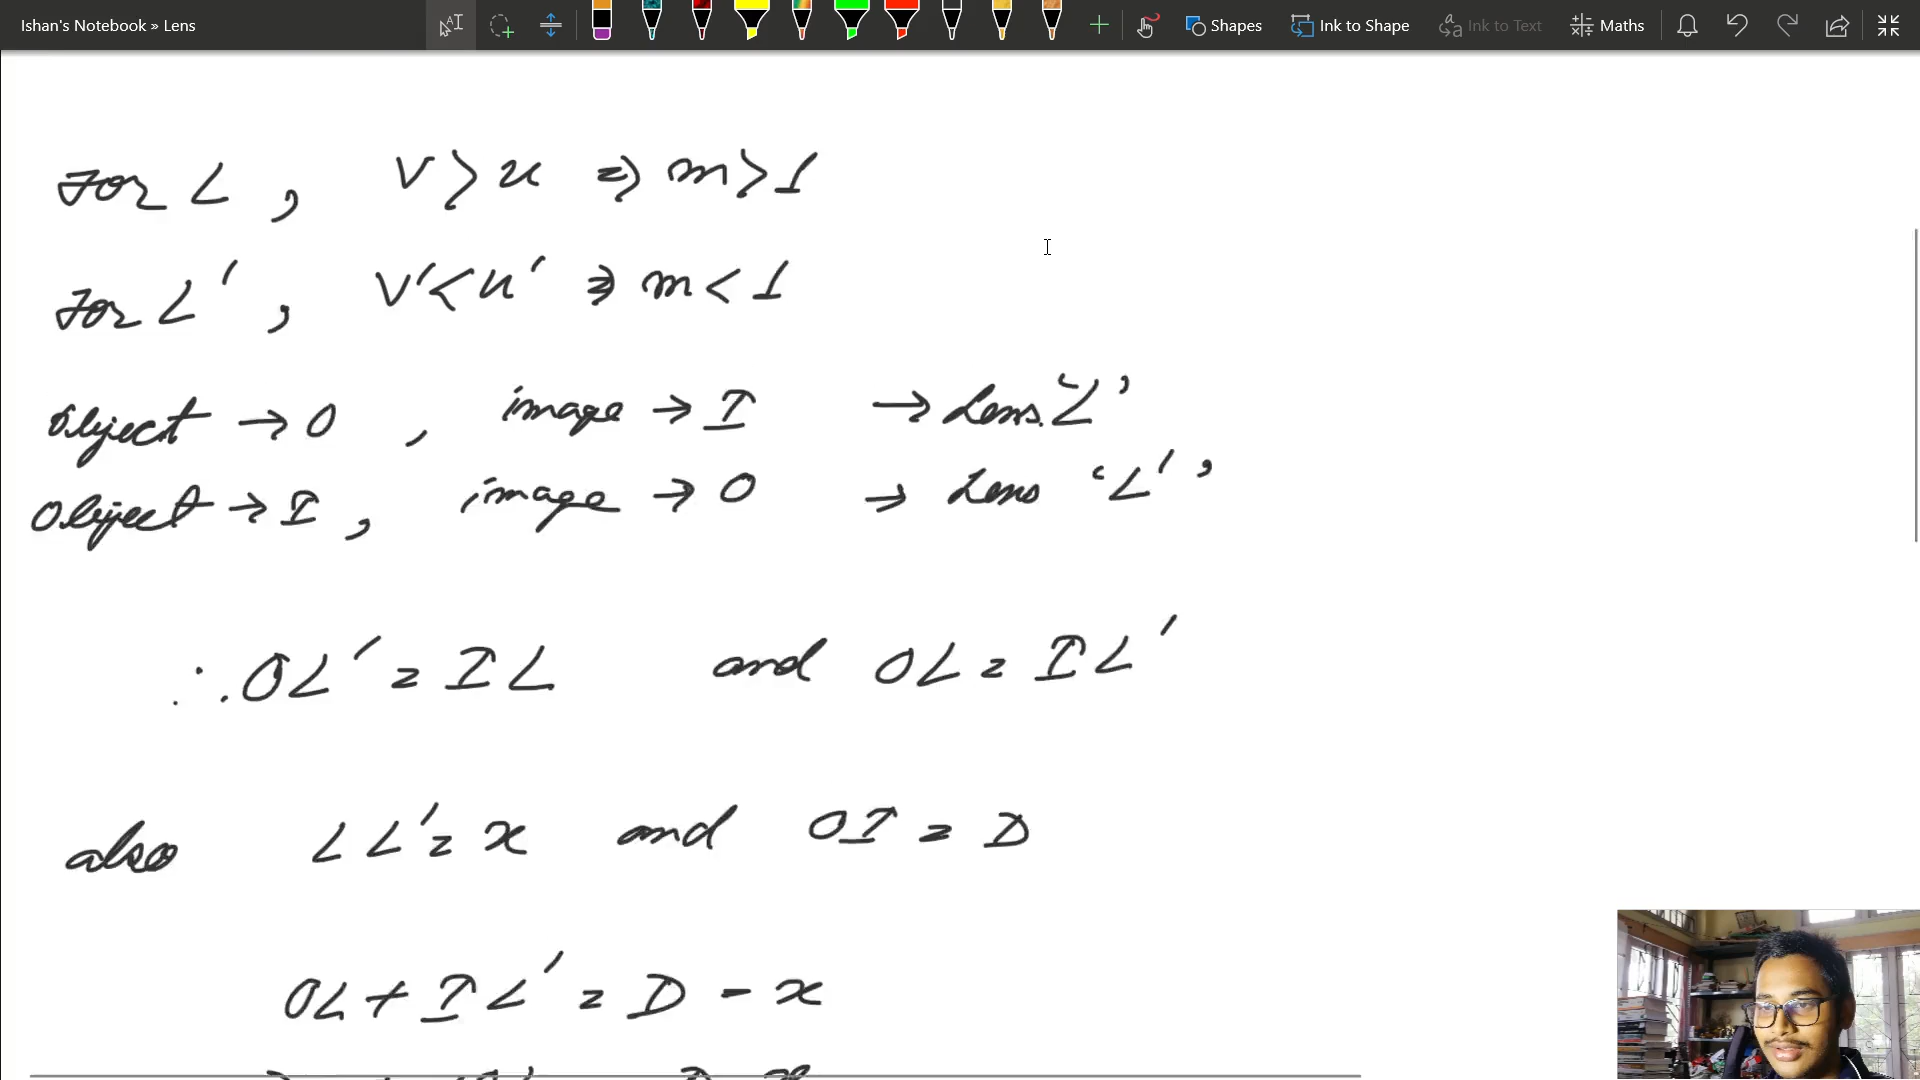 Ishan's Notebook » Lens Shapes Ink to Shape Ink to Text Maths
For L , V > u ⇒ m > 1
For L' , V' < u' ⇒ m < 1
Object → O , image → I → Lens 'L'
Object → I , image → O → Lens 'L''
∴ OL' = IL and OL = IL'
also LL' = x and OI = D
OL + IL' = D - x